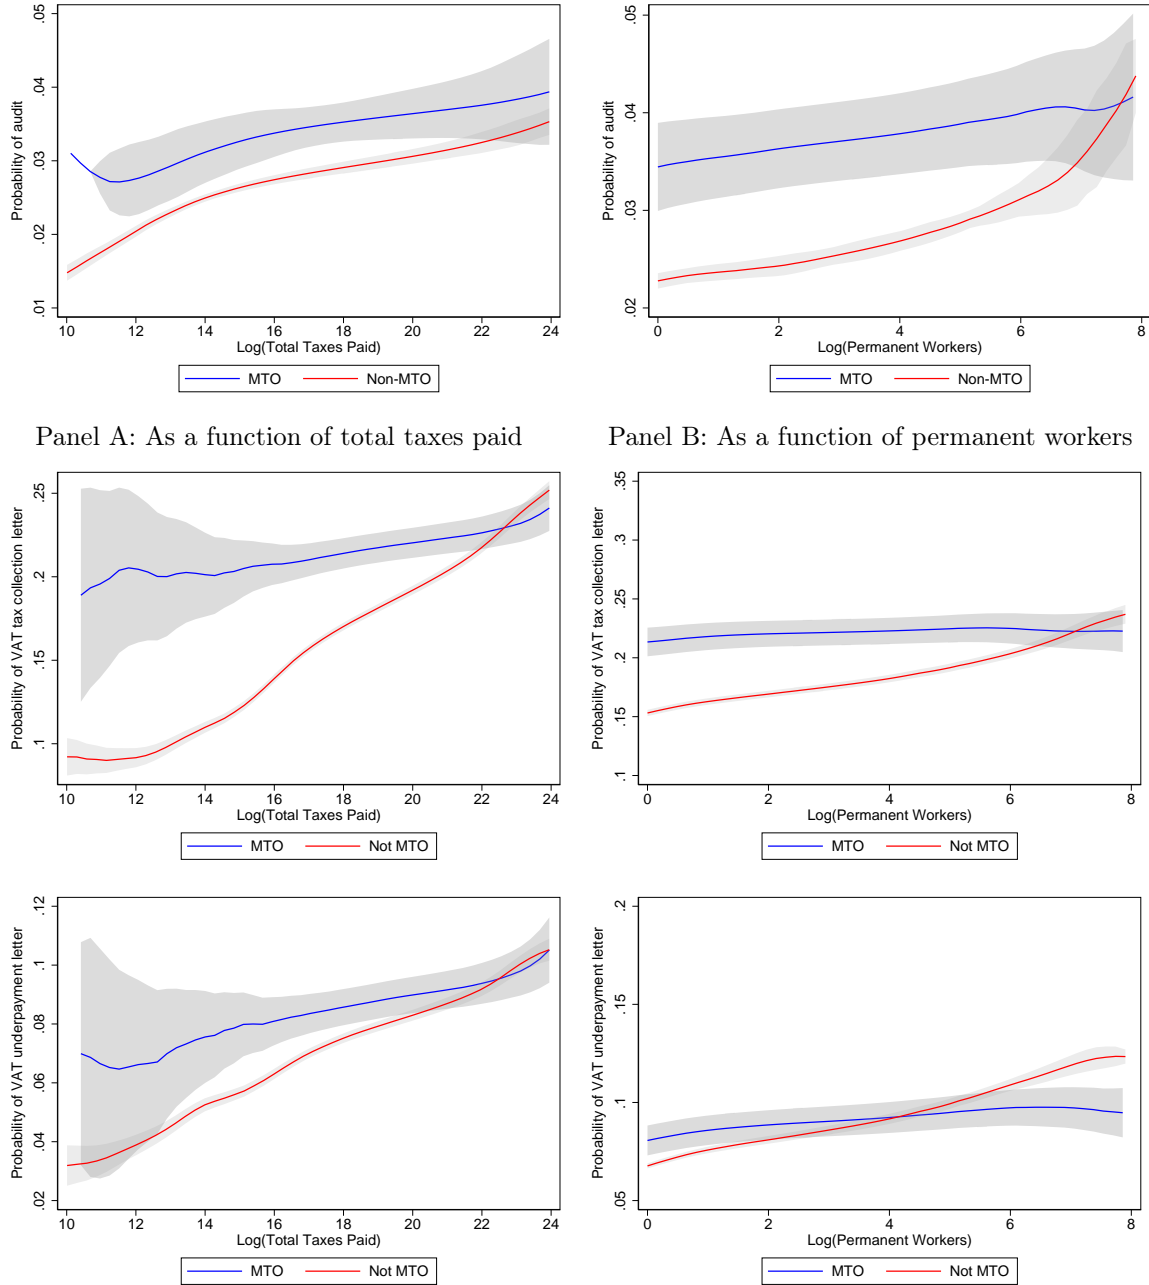 .05
.04
.03
.02
.01
Probability of audit
10 12 14 16 18 20 22 24
Log(Total Taxes Paid)
MTO Non-MTO
.05
.04
.03
.02
Probability of audit
0 2 4 6 8
Log(Permanent Workers)
MTO Non-MTO
Panel A: As a function of total taxes paid
Panel B: As a function of permanent workers
.25
.2
.15
.1
Probability of VAT tax collection letter
10 12 14 16 18 20 22 24
Log(Total Taxes Paid)
MTO Not MTO
.35
.3
.25
.2
.15
.1
Probability of VAT tax collection letter
0 2 4 6 8
Log(Permanent Workers)
MTO Not MTO
.12
.1
.08
.06
.04
.02
Probability of VAT underpayment letter
10 12 14 16 18 20 22 24
Log(Total Taxes Paid)
MTO Not MTO
.2
.15
.1
.05
Probability of VAT underpayment letter
0 2 4 6 8
Log(Permanent Workers)
MTO Not MTO